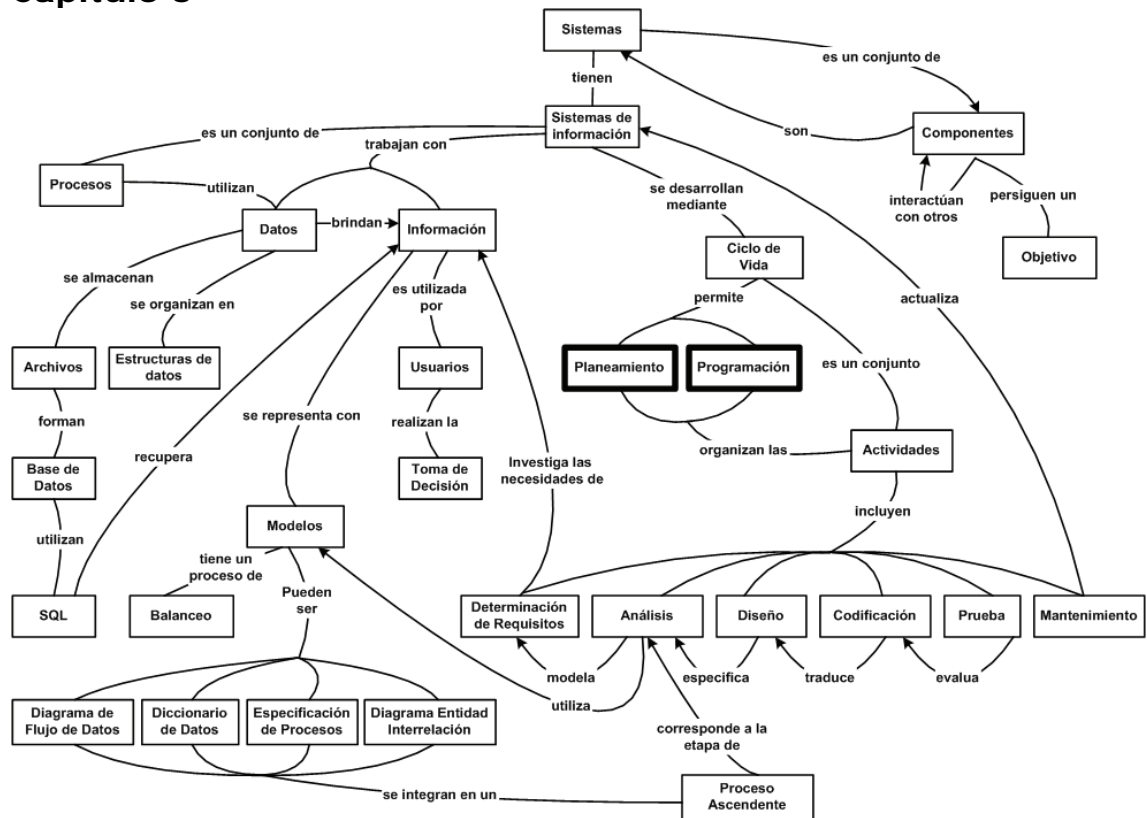 Sistemas
es un conjunto de
tienen
Sistemas de
información
es un conjunto de
son
Componentes
trabajan con
Procesos
utilizan
se desarrollan
mediante
interactúan
con otros
persiguen un
Datos
brindan
Información
Ciclo de
Vida
Objetivo
se almacenan
es utilizada
por
se organizan en
permite
actualiza
Archivos
Estructuras de
datos
Usuarios
Planeamiento
Programación
es un conjunto
forman
se representa con
realizan la
organizan las
Actividades
recupera
Base de
Datos
Toma de
Decisión
Investiga las
necesidades de
Modelos
incluyen
utilizan
tiene un
proceso de
Pueden
ser
SQL
Balanceo
Determinación
de Requisitos
Análisis
Diseño
Codificación
Prueba
Mantenimiento
modela
especifica
traduce
evalua
utiliza
Diagrama de
Flujo de Datos
Diccionario
de Datos
Especificación
de Procesos
Diagrama Entidad
Interrelación
corresponde a la
etapa de
se integran en un
Proceso
Ascendente